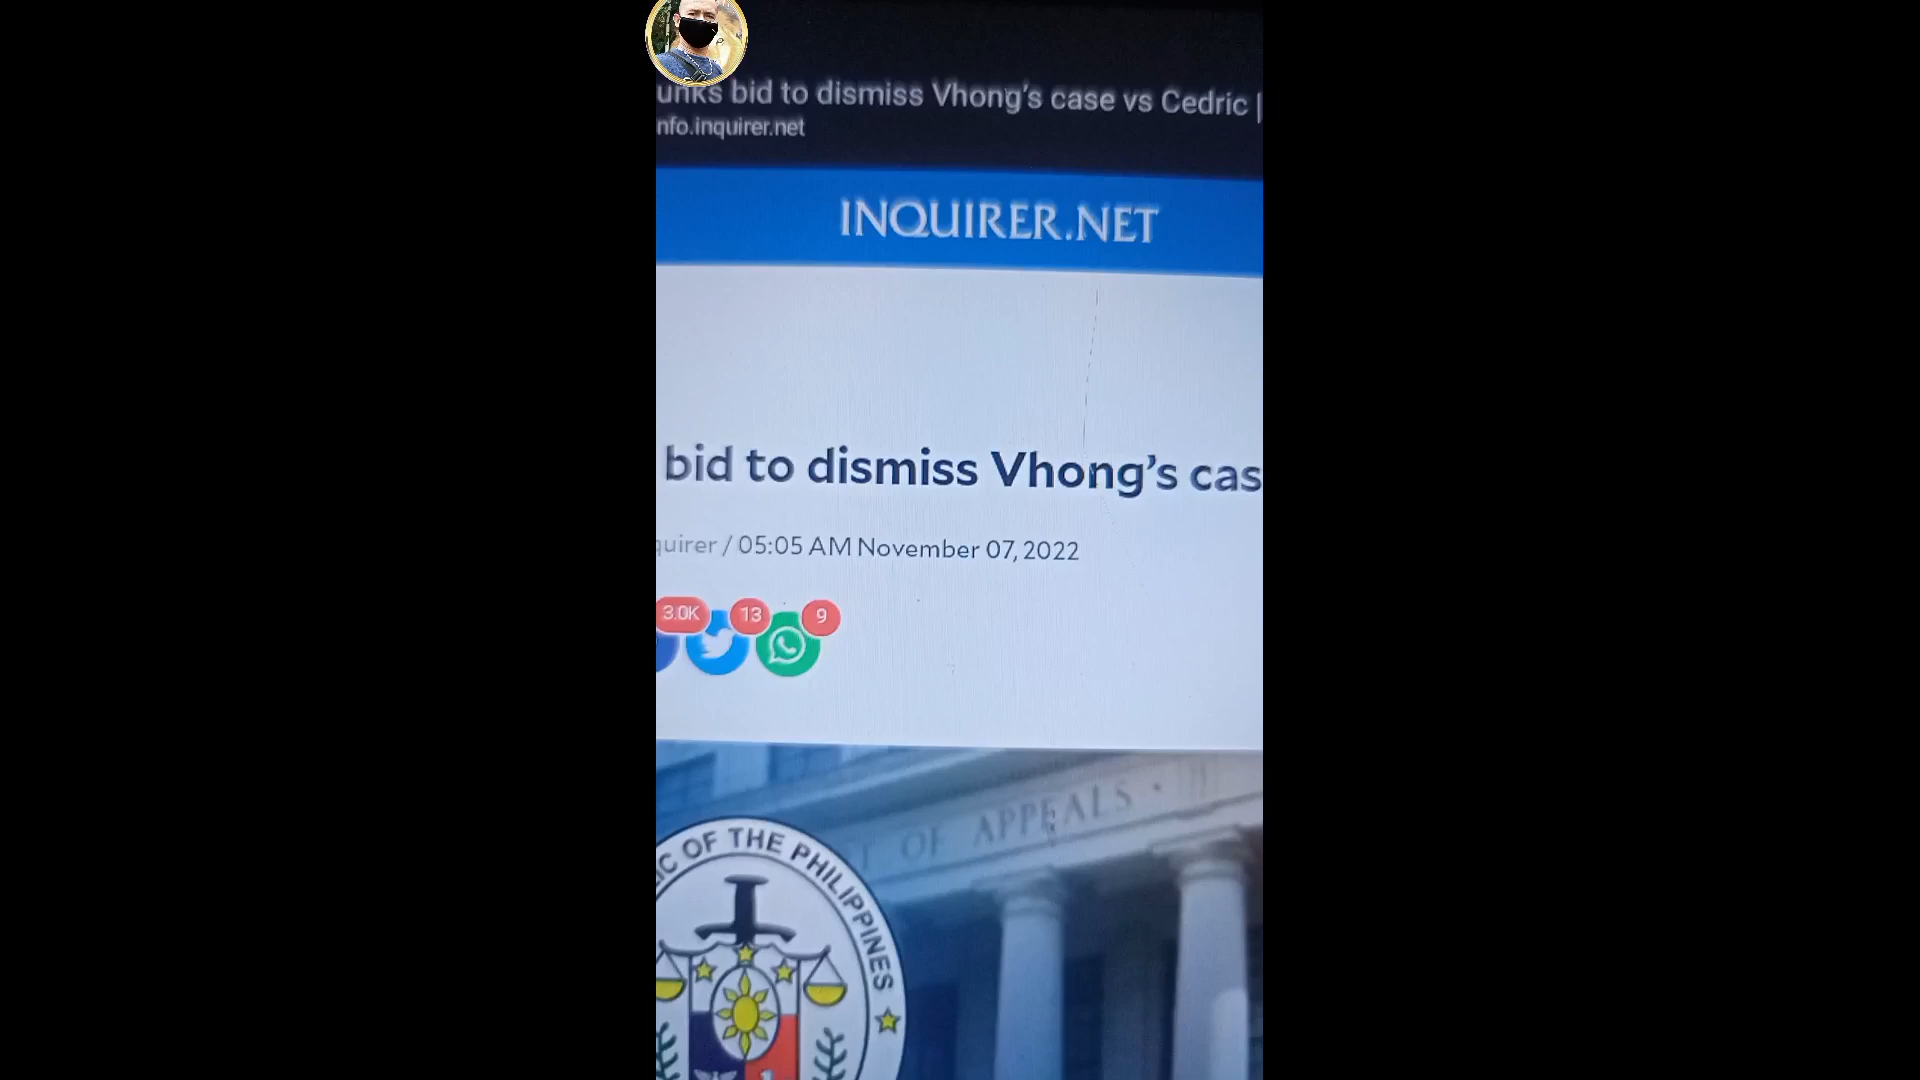 unks bid to dismiss Vhong's case vs Cedric |
nfo.inquirer.net
INQUIRER.NET
bid to dismiss Vhong's cas
quirer / 05:05 AM November 07, 2022
3.0K 13 9
OF APPEALS
IC OF THE PHILIPPINES